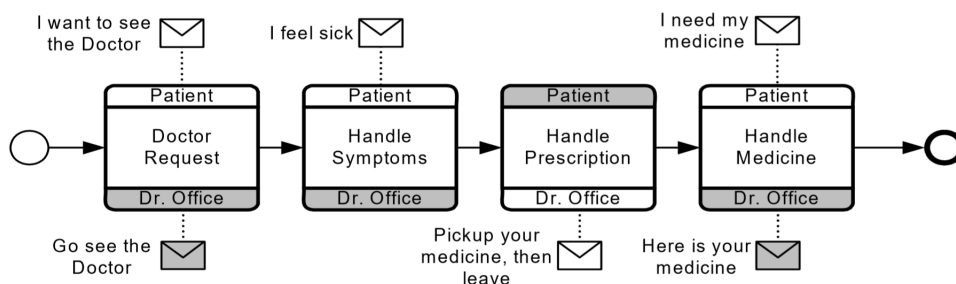 I want to see
the Doctor
I feel sick
I need my
medicine
Patient
Patient
Patient
Patient
Doctor
Request
Handle
Symptoms
Handle
Prescription
Handle
Medicine
Dr. Office
Dr. Office
Dr. Office
Dr. Office
Go see the
Doctor
Pickup your
medicine, then
leave
Here is your
medicine